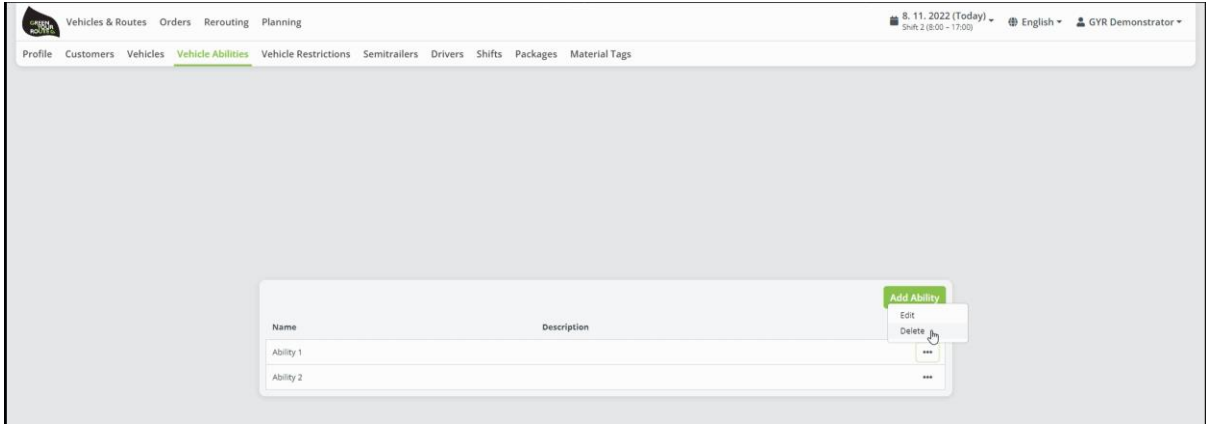 GREEN YOUR ROUTE
Vehicles & Routes Orders Rerouting Planning
8. 11. 2022 (Today)
Shift 2 (8:00 – 17:00)
English
GYR Demonstrator
Profile Customers Vehicles Vehicle Abilities Vehicle Restrictions Semitrailers Drivers Shifts Packages Material Tags
Add Ability
Edit
Delete
Name Description
Ability 1
Ability 2